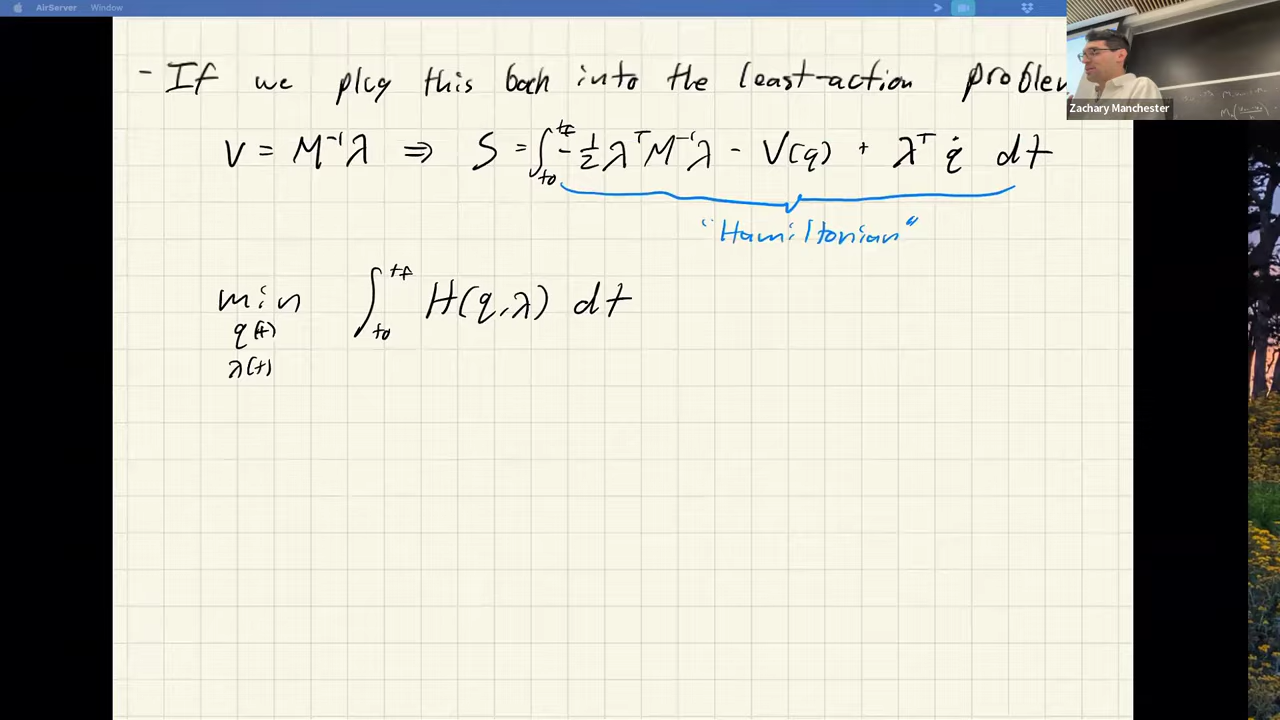 AirServer Window
- If we plug this back into the least-action problem
Zachary Manchester
V = M⁻¹λ ⇒ S = ∫_{t0}^{tf} -½λᵀM⁻¹λ - V(q) + λᵀq̇ dt
"Hamiltonian"
min ∫_{t0}^{tf} H(q,λ) dt
q(t)
λ(t)